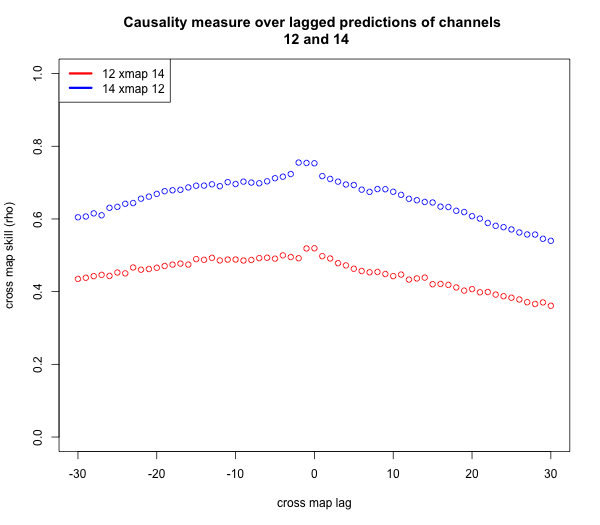 Causality measure over lagged predictions of channels
12 and 14
12 xmap 14
14 xmap 12
cross map skill (rho)
1.0
0.8
0.6
0.4
0.2
0.0
-30 -20 -10 0 10 20 30
cross map lag